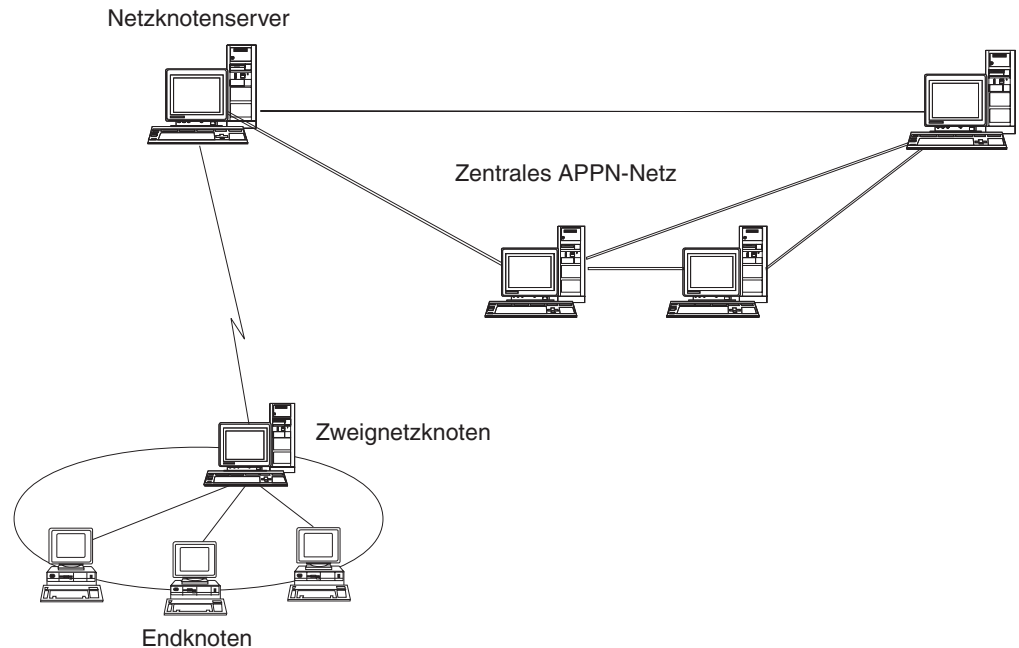 Netzknotenserver
Zentrales APPN-Netz
Zweignetzknoten
Endknoten